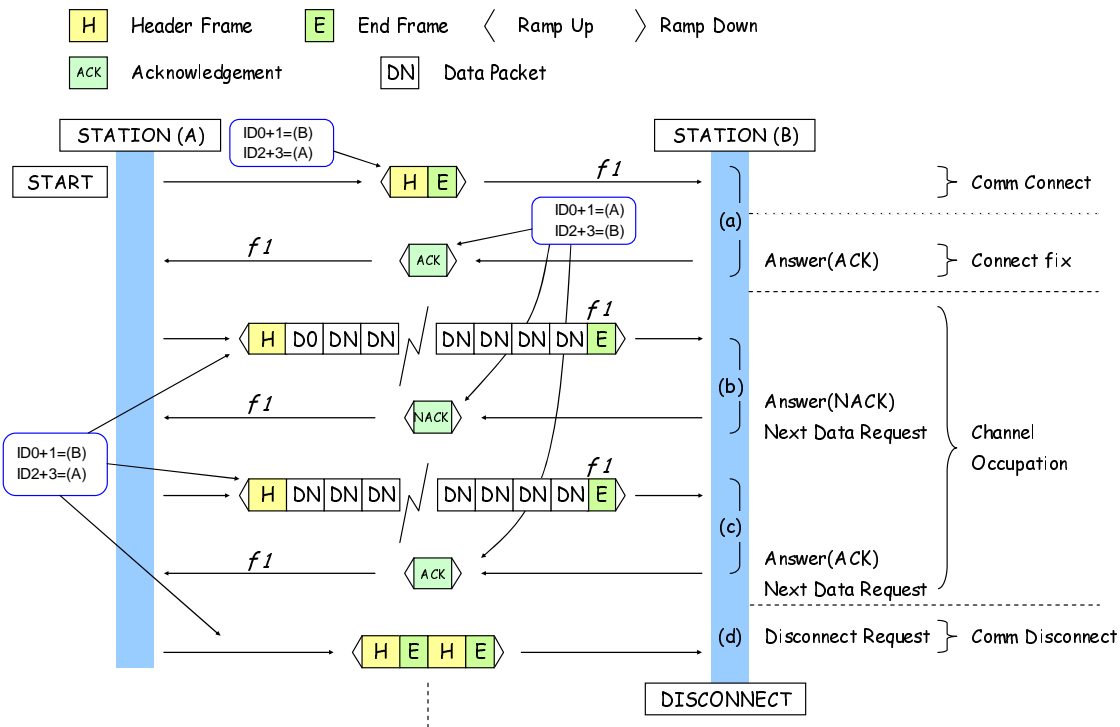 H Header Frame E End Frame Ramp Up Ramp Down
ACK Acknowledgement DN Data Packet
STATION (A)
ID0+1=(B)
ID2+3=(A)
STATION (B)
START
H E
f1
Comm Connect
ID0+1=(A)
ID2+3=(B)
(a)
f1
ACK
Answer(ACK)
Connect fix
f1
H D0 DN DN DN DN DN DN E
(b)
f1
NACK
Answer(NACK)
Next Data Request
Channel
Occupation
ID0+1=(B)
ID2+3=(A)
f1
H DN DN DN DN DN DN DN E
(c)
f1
ACK
Answer(ACK)
Next Data Request
(d)
Disconnect Request
Comm Disconnect
H E H E
DISCONNECT